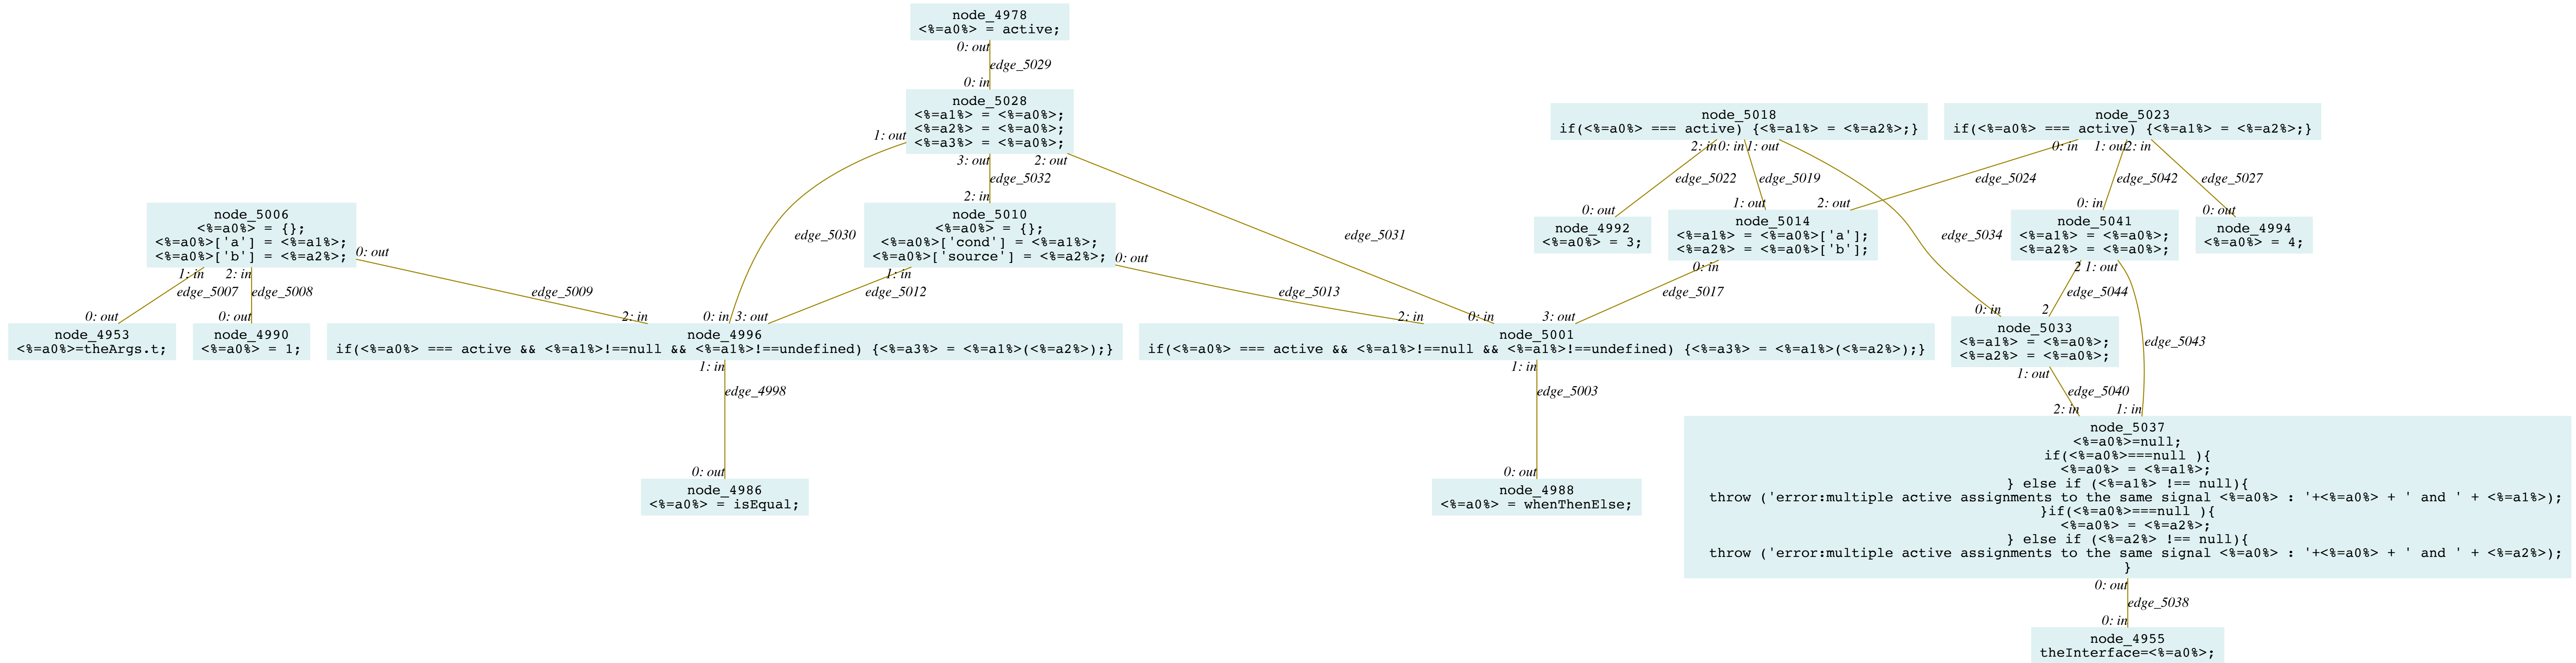 node_4978
<%=a0%> = active;
0: out
edge_5029
0: in
node_5028
<%=a1%> = <%=a0%>;
<%=a2%> = <%=a0%>;
<%=a3%> = <%=a0%>;
1: out
3: out
2: out
edge_5032
2: in
node_5018
if(<%=a0%> === active) {<%=a1%> = <%=a2%>;}
2: in
0: in
1: out
node_5023
if(<%=a0%> === active) {<%=a1%> = <%=a2%>;}
0: in
1: out
2: in
edge_5022
edge_5019
edge_5024
edge_5042
edge_5027
0: out
1: out
2: out
0: in
0: out
node_5006
<%=a0%> = {};
<%=a0%>['a'] = <%=a1%>;
<%=a0%>['b'] = <%=a2%>;
0: out
1: in
2: in
edge_5030
node_5010
<%=a0%> = {};
<%=a0%>['cond'] = <%=a1%>;
<%=a0%>['source'] = <%=a2%>;
0: out
1: in
edge_5031
node_4992
<%=a0%> = 3;
node_5014
<%=a1%> = <%=a0%>['a'];
<%=a2%> = <%=a0%>['b'];
0: in
edge_5034
node_5041
<%=a1%> = <%=a0%>;
<%=a2%> = <%=a0%>;
2
1: out
node_4994
<%=a0%> = 4;
edge_5007
edge_5008
edge_5009
edge_5012
edge_5013
edge_5017
edge_5044
0: out
0: out
2: in
0: in
3: out
2: in
0: in
3: out
0: in
2
node_4953
<%=a0%>=theArgs.t;
node_4990
<%=a0%> = 1;
node_4996
if(<%=a0%> === active && <%=a1%>!==null && <%=a1%>!==undefined) {<%=a3%> = <%=a1%>(<%=a2%>);}
1: in
node_5001
if(<%=a0%> === active && <%=a1%>!==null && <%=a1%>!==undefined) {<%=a3%> = <%=a1%>(<%=a2%>);}
1: in
node_5033
<%=a1%> = <%=a0%>;
<%=a2%> = <%=a0%>;
1: out
edge_5043
edge_4998
edge_5003
edge_5040
2: in
1: in
0: out
node_4986
<%=a0%> = isEqual;
0: out
node_4988
<%=a0%> = whenThenElse;
node_5037
<%=a0%>=null;
if(<%=a0%>===null ){
<%=a0%> = <%=a1%>;
} else if (<%=a1%> !== null){
throw ('error:multiple active assignments to the same signal <%=a0%> : '+<%=a0%> + ' and ' + <%=a1%>);
}if(<%=a0%>===null ){
<%=a0%> = <%=a2%>;
} else if (<%=a2%> !== null){
throw ('error:multiple active assignments to the same signal <%=a0%> : '+<%=a0%> + ' and ' + <%=a2%>);
}
0: out
edge_5038
0: in
node_4955
theInterface=<%=a0%>;